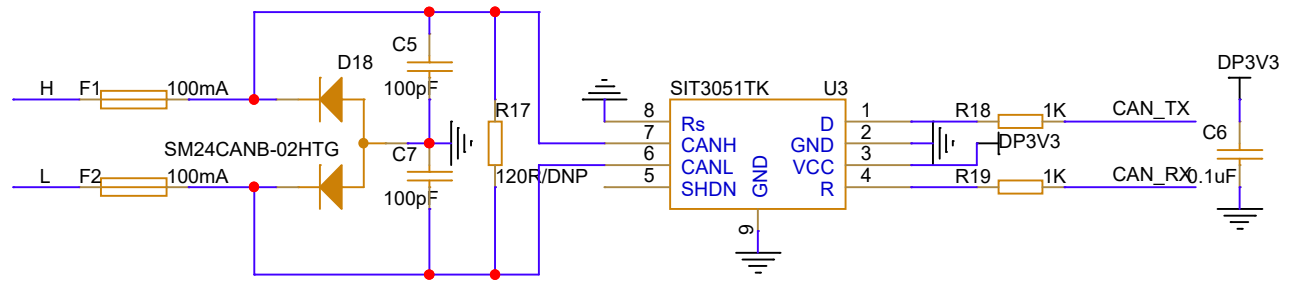 H F1 100mA
D18
C5
100pF
SM24CANB-02HTG
L F2 100mA
C7
100pF
R17
120R/DNP
SIT3051TK U3
8 Rs
7 CANH
6 CANL
5 SHDN
GND 9
D 1
GND 2
VCC 3
R 4
R18 1K CAN_TX
DP3V3
R19 1K CAN_RX
DP3V3
C6
0.1uF